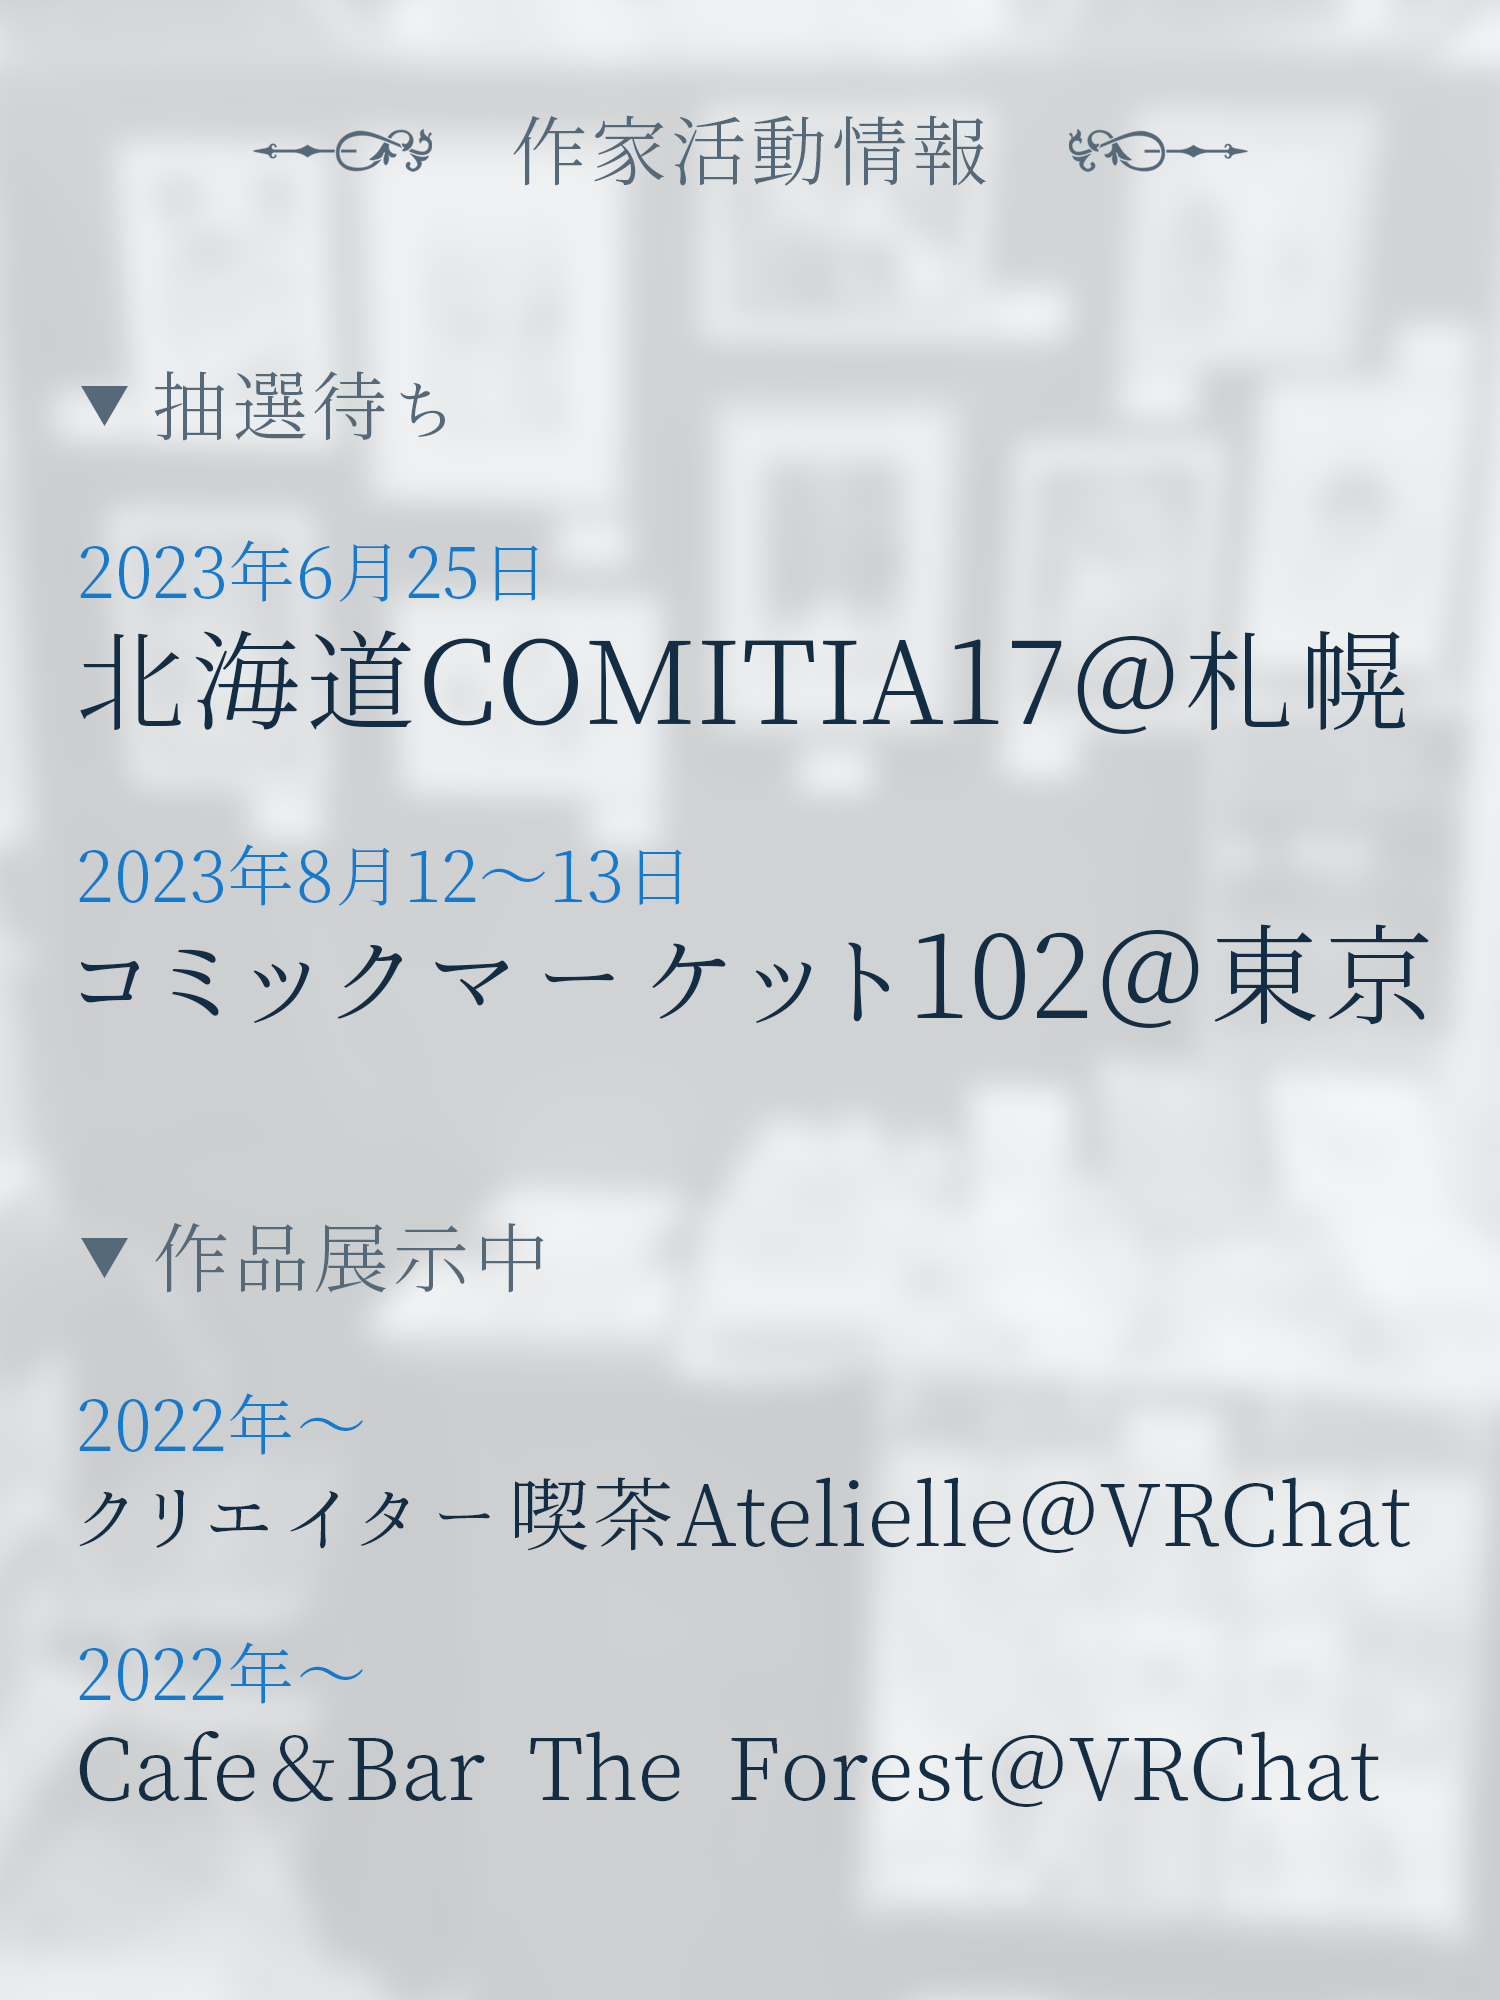 作家活動情報
▼ 抽選待ち
2023年6月25日
北海道COMITIA17@札幌
2023年8月12～13日
コミックマーケット102@東京
▼ 作品展示中
2022年～
クリエイター喫茶Atelielle@VRChat
2022年～
Cafe&Bar The Forest@VRChat